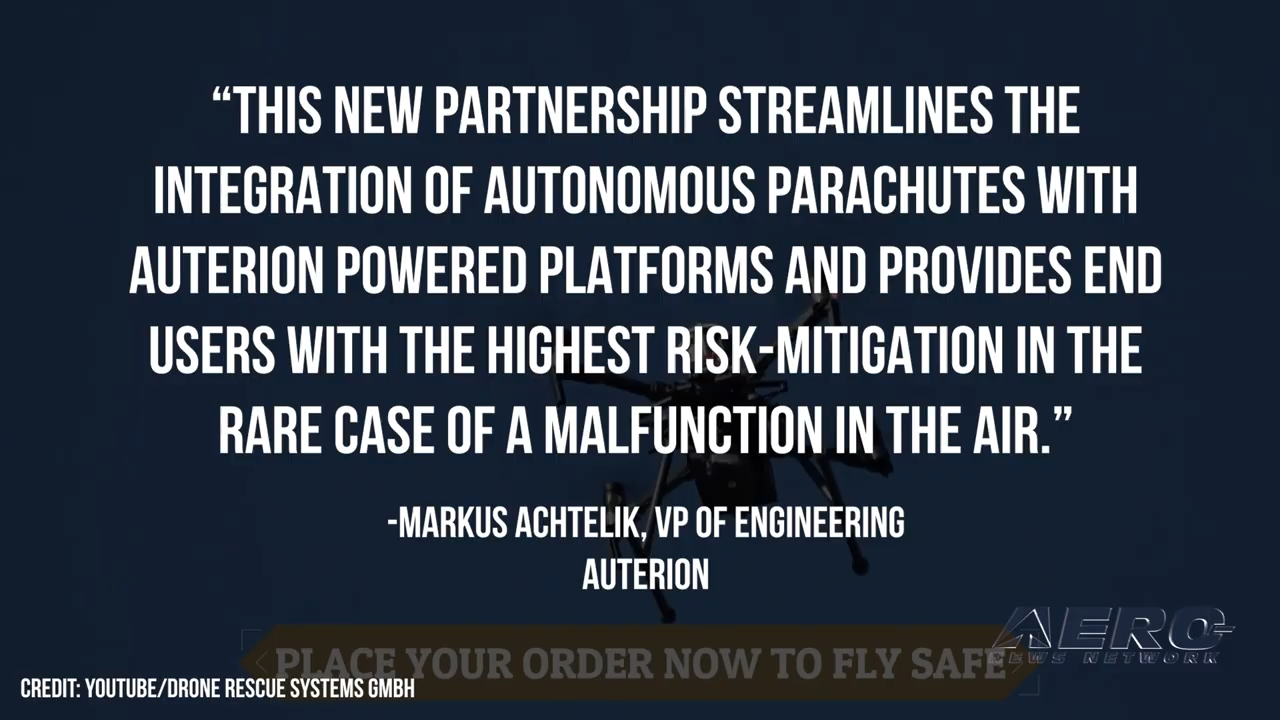 “THIS NEW PARTNERSHIP STREAMLINES THE
INTEGRATION OF AUTONOMOUS PARACHUTES WITH
AUTERION POWERED PLATFORMS AND PROVIDES END
USERS WITH THE HIGHEST RISK-MITIGATION IN THE
RARE CASE OF A MALFUNCTION IN THE AIR.”
-MARKUS ACHTELIK, VP OF ENGINEERING
AUTERION
AERO
NEWS NETWORK
PLACE YOUR ORDER NOW TO FLY SAFE
CREDIT: YOUTUBE/DRONE RESCUE SYSTEMS GMBH